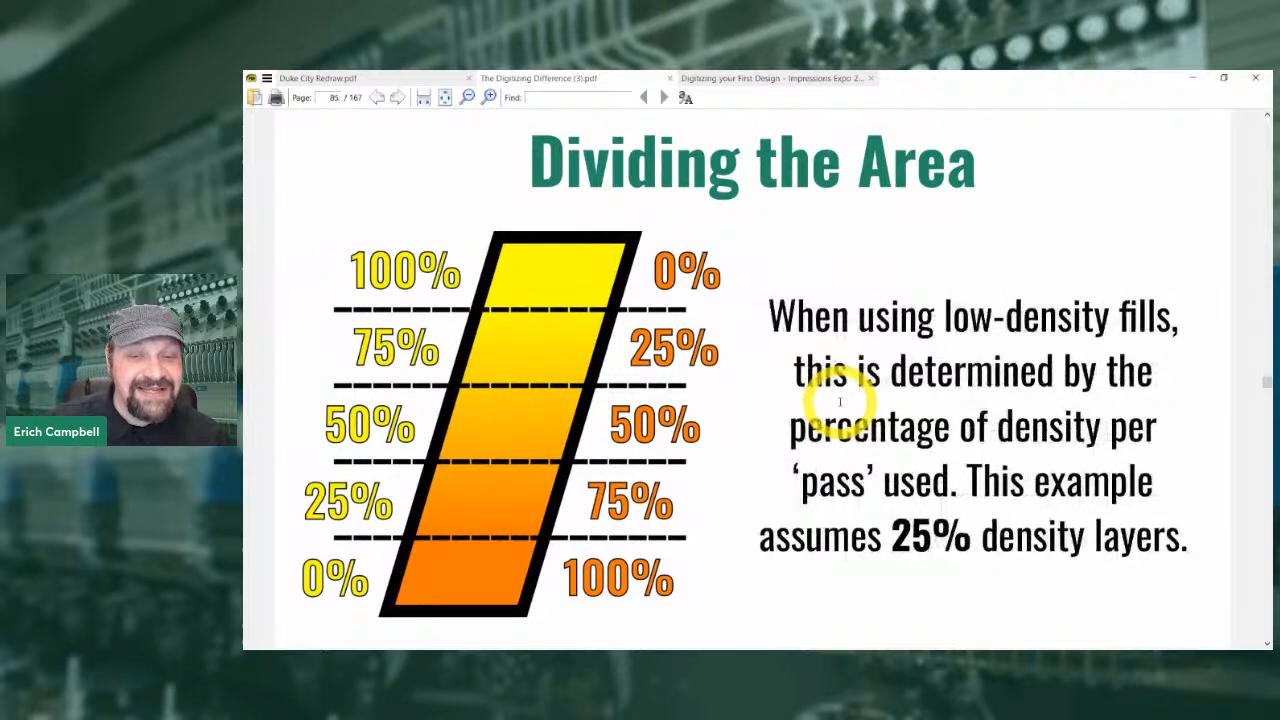 Duke City Redraw.pdf
The Digitizing Difference (3).pdf
Digitizing your First Design - Impressions Expo 2...
Page: 85 / 167
Find:
Dividing the Area
100% 0%
75% 25%
50% 50%
25% 75%
0% 100%
When using low-density fills,
this is determined by the
percentage of density per
‘pass’ used. This example
assumes 25% density layers.
Erich Campbell